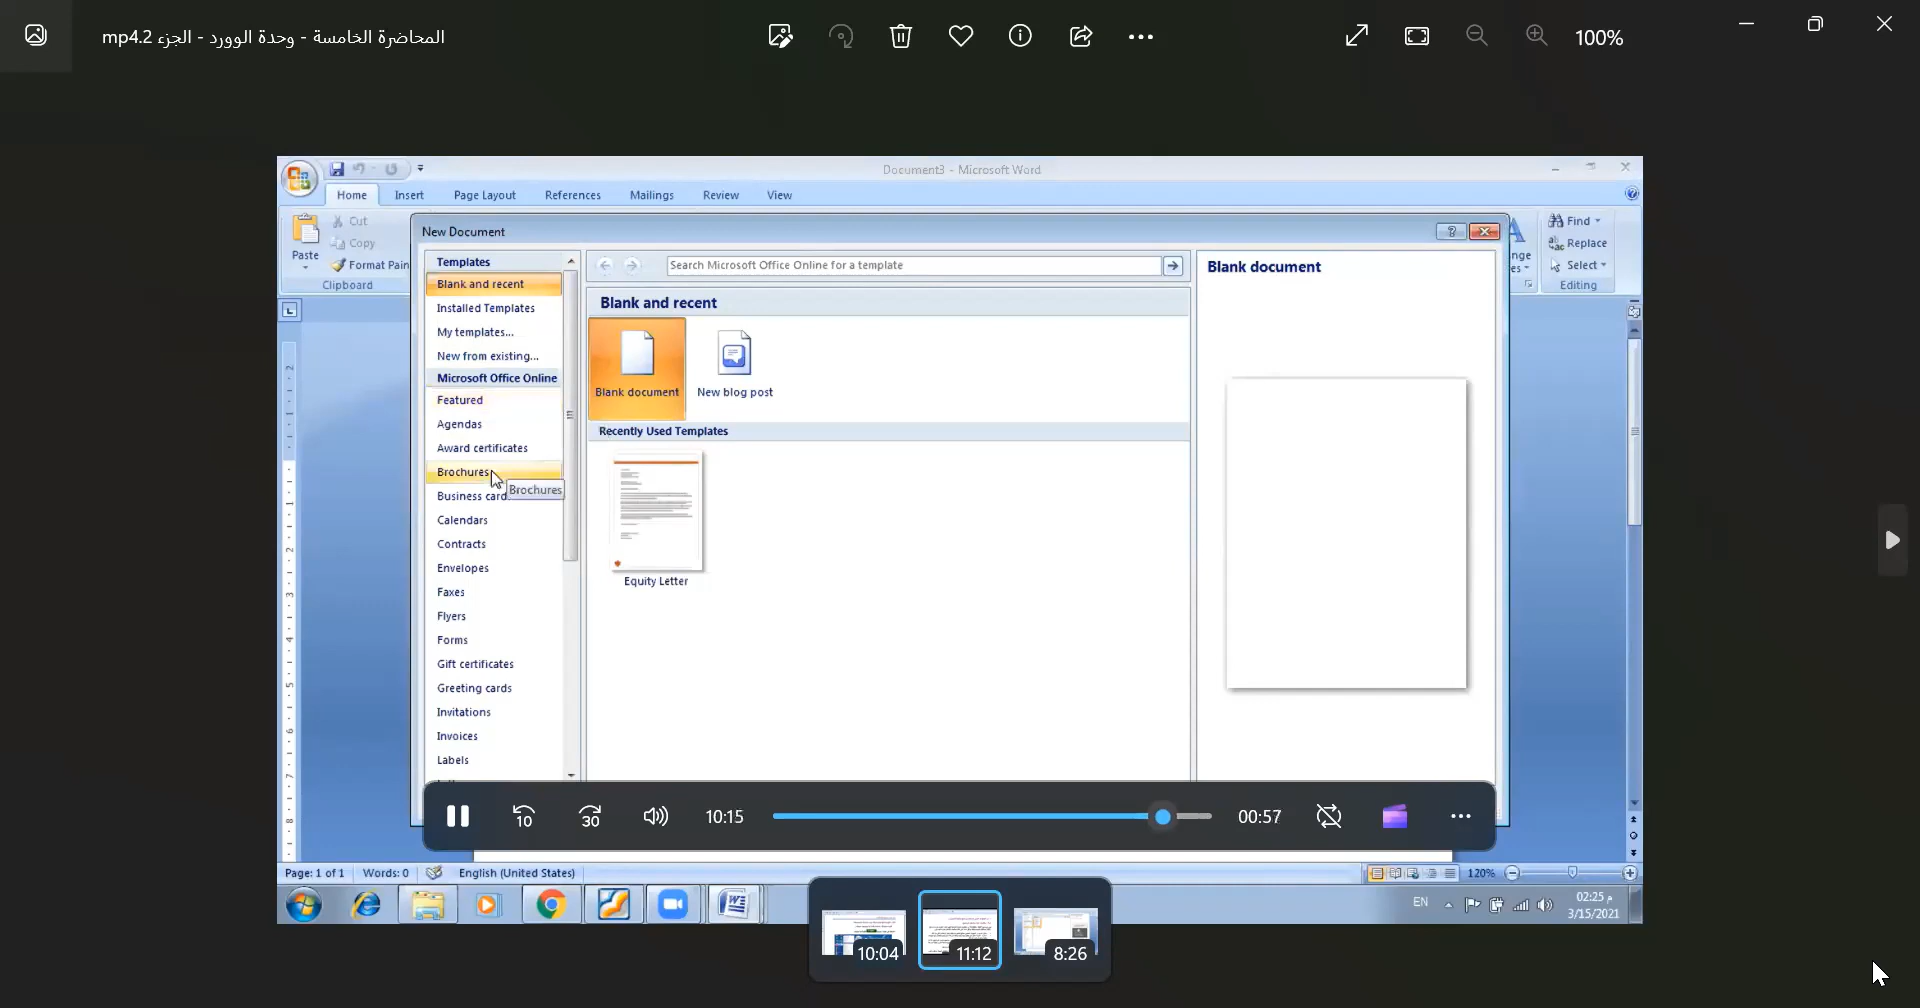 المحاضرة الخامسة - وحدة الوورد - الجزء 2.mp4
100%
Document3 - Microsoft Word
Home
Insert
Page Layout
References
Mailings
Review
View
Paste
Cut
Copy
Format Pain
Clipboard
Find
Replace
Select
Editing
nge
es
New Document
Templates
Blank and recent
Installed Templates
My templates...
New from existing...
Microsoft Office Online
Featured
Agendas
Award certificates
Brochures
Brochures
Business card
Calendars
Contracts
Envelopes
Faxes
Flyers
Forms
Gift certificates
Greeting cards
Invitations
Invoices
Labels
Search Microsoft Office Online for a template
Blank and recent
Blank document
New blog post
Recently Used Templates
Equity Letter
Blank document
10
30
10:15
00:57
Page: 1 of 1
Words: 0
English (United States)
120%
EN
02:25 م
3/15/2021
10:04
11:12
8:26